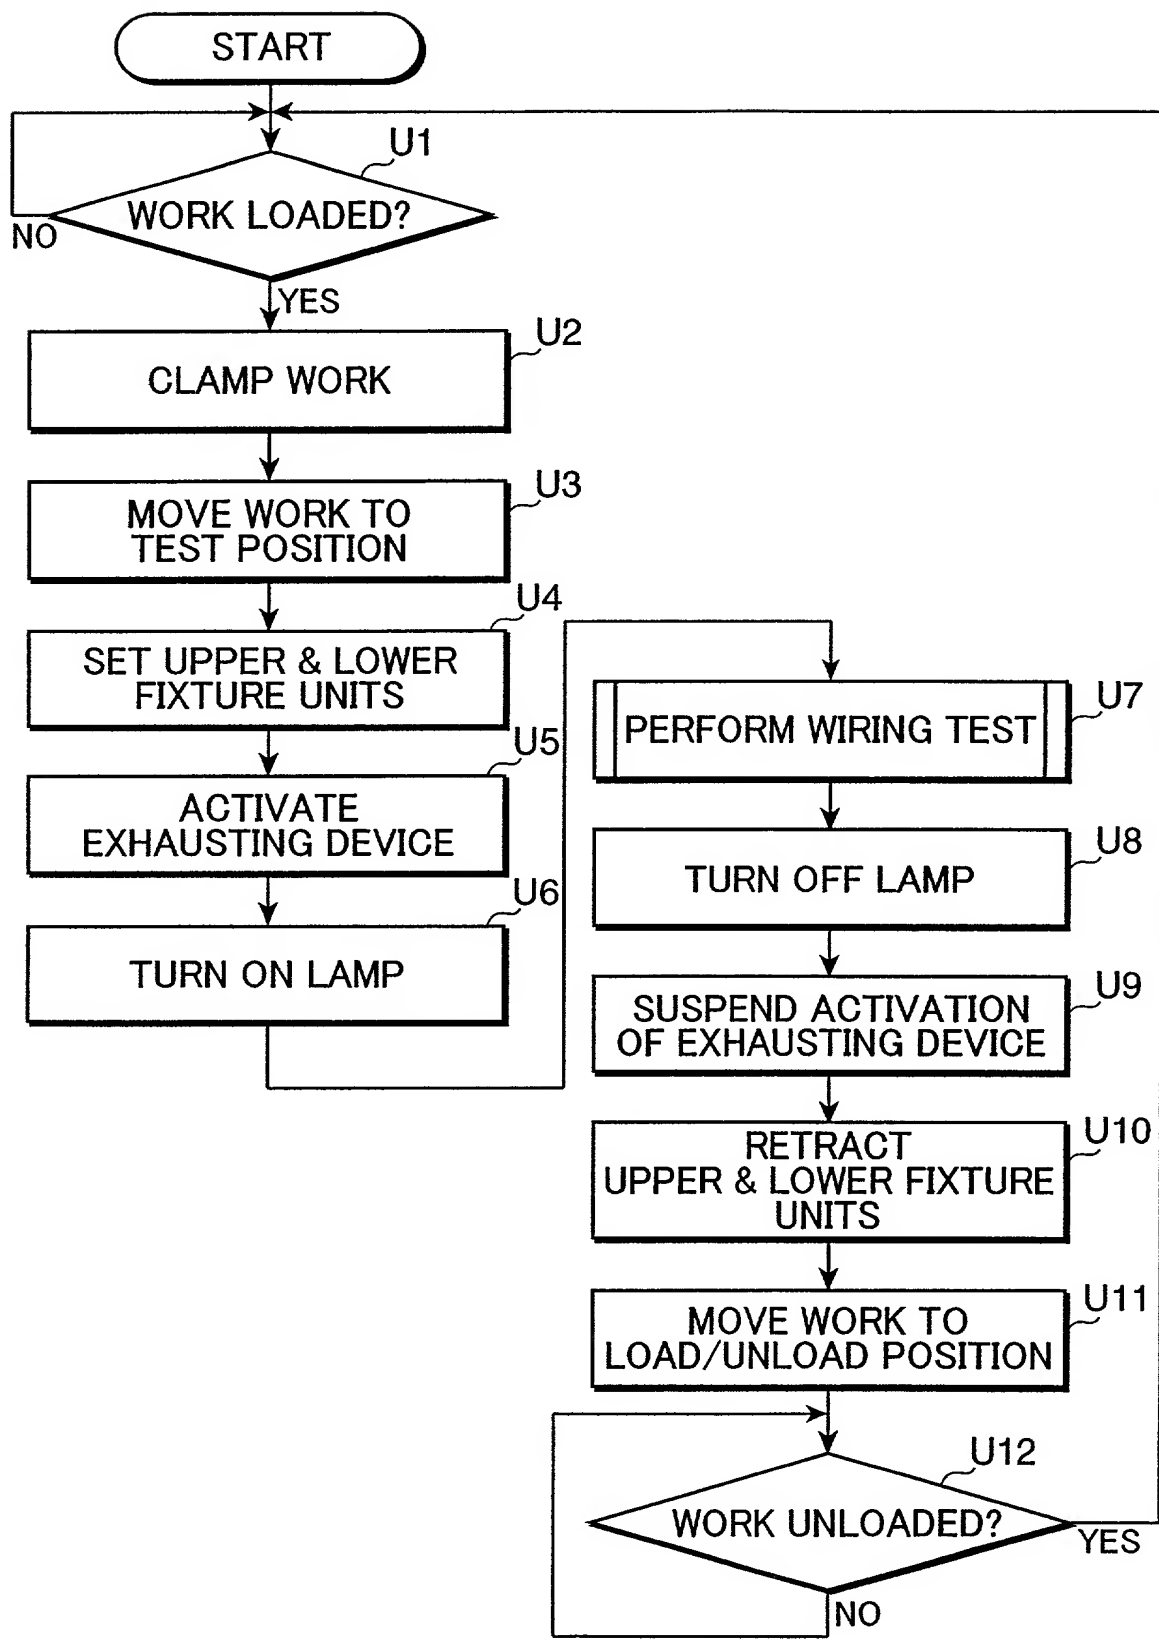 START
U1
WORK LOADED?
NO
YES
U2
CLAMP WORK
U3
MOVE WORK TO
TEST POSITION
U4
SET UPPER & LOWER
FIXTURE UNITS
U5
ACTIVATE
EXHAUSTING DEVICE
U6
TURN ON LAMP
U7
PERFORM WIRING TEST
U8
TURN OFF LAMP
U9
SUSPEND ACTIVATION
OF EXHAUSTING DEVICE
U10
RETRACT
UPPER & LOWER FIXTURE
UNITS
U11
MOVE WORK TO
LOAD/UNLOAD POSITION
U12
WORK UNLOADED?
YES
NO